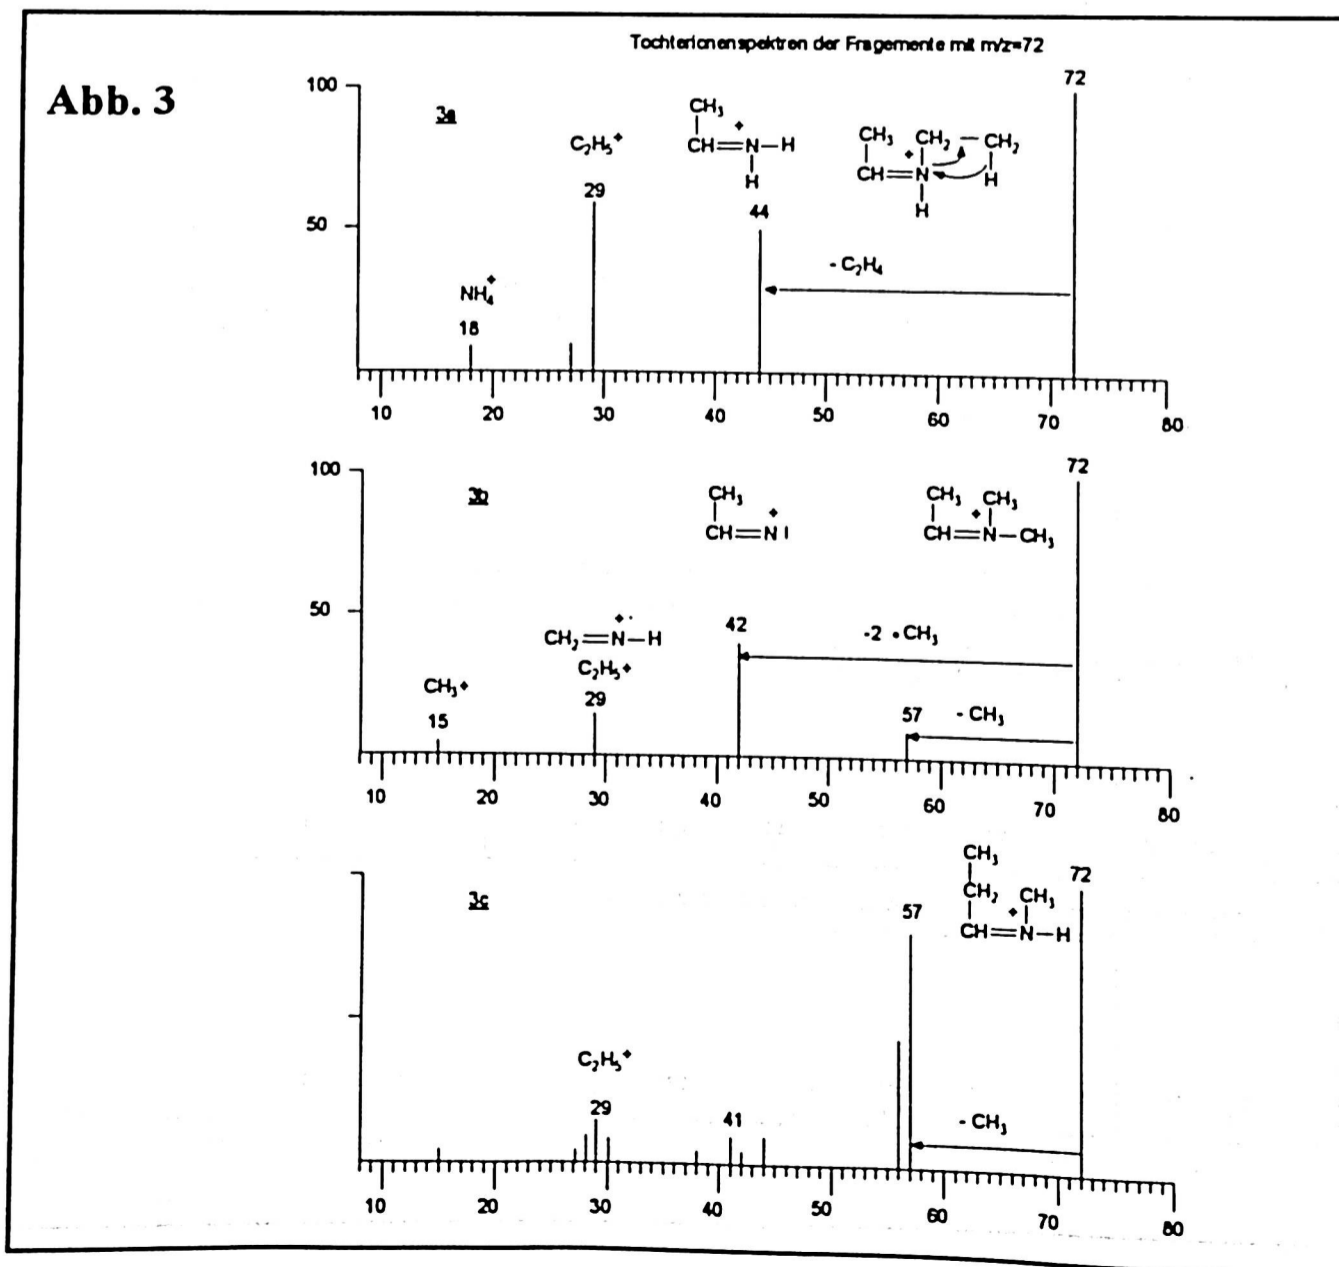 Tochterionenspektren der Fragemente mit m/z=72
Abb. 3
100
50
3a
NH₄⁺
18
C₂H₅⁺
29
CH₃
CH=N⁺-H
H
44
CH₃ CH₂-CH₂
CH=N⁺ H
H
- C₂H₄
72
10 20 30 40 50 60 70 80
100
50
3b
CH₃⁺
15
CH₂=N⁺·-H
C₂H₅⁺
29
CH₃
CH=N⁺
42
CH₃ CH₃
CH=N⁺-CH₃
72
-2 •CH₃
57 - CH₃
10 20 30 40 50 60 70 80
3c
C₂H₅⁺
29
41
57
CH₃
CH₂ CH₃
CH=N⁺-H
72
- CH₃
10 20 30 40 50 60 70 80